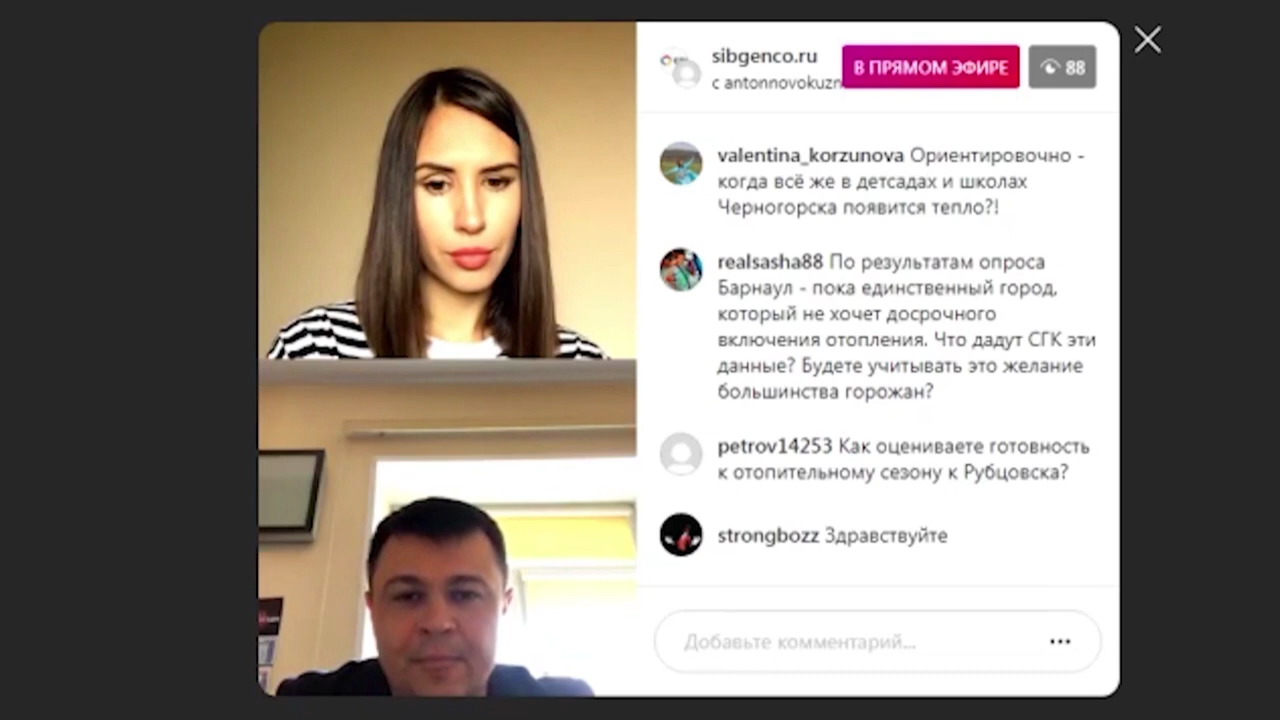 sibgenco.ru
с antonnovokuzn
В ПРЯМОМ ЭФИРЕ
88
valentina_korzunova Ориентировочно -
когда всё же в детсадах и школах
Черногорска появится тепло?!
realsasha88 По результатам опроса
Барнаул - пока единственный город,
который не хочет досрочного
включения отопления. Что дадут СГК эти
данные? Будете учитывать это желание
большинства горожан?
petrov14253 Как оцениваете готовность
к отопительному сезону к Рубцовска?
strongbozz Здравствуйте
Добавьте комментарий...